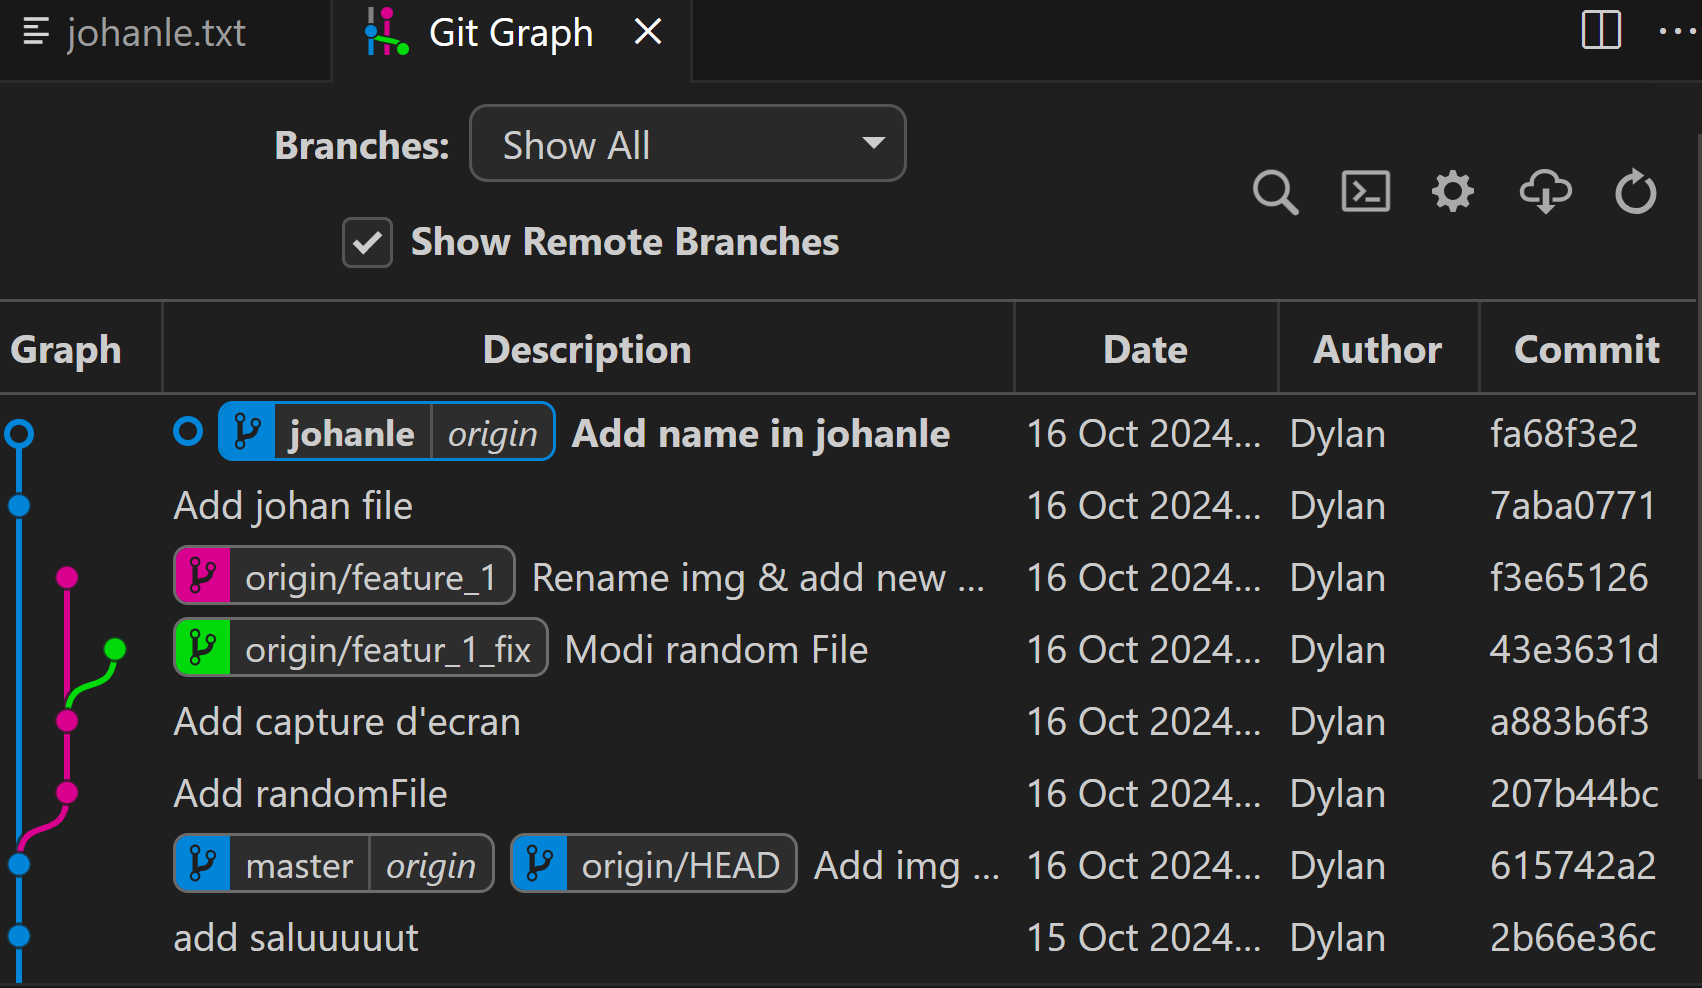 johanle.txt Git Graph
Branches: Show All
Show Remote Branches
Graph Description Date Author Commit
johanle origin Add name in johanle 16 Oct 2024... Dylan fa68f3e2
Add johan file 16 Oct 2024... Dylan 7aba0771
origin/feature_1 Rename img & add new ... 16 Oct 2024... Dylan f3e65126
origin/featur_1_fix Modi random File 16 Oct 2024... Dylan 43e3631d
Add capture d'ecran 16 Oct 2024... Dylan a883b6f3
Add randomFile 16 Oct 2024... Dylan 207b44bc
master origin origin/HEAD Add img ... 16 Oct 2024... Dylan 615742a2
add saluuuuut 15 Oct 2024... Dylan 2b66e36c